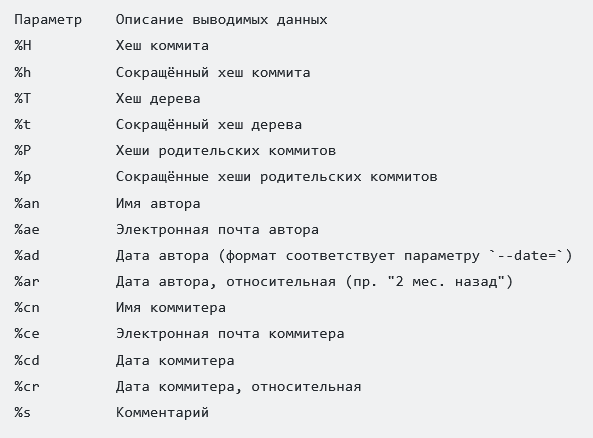 Параметр Описание выводимых данных
%H Хеш коммита
%h Сокращённый хеш коммита
%T Хеш дерева
%t Сокращённый хеш дерева
%P Хеши родительских коммитов
%p Сокращённые хеши родительских коммитов
%an Имя автора
%ae Электронная почта автора
%ad Дата автора (формат соответствует параметру `--date=`)
%ar Дата автора, относительная (пр. "2 мес. назад")
%cn Имя коммитера
%ce Электронная почта коммитера
%cd Дата коммитера
%cr Дата коммитера, относительная
%s Комментарий